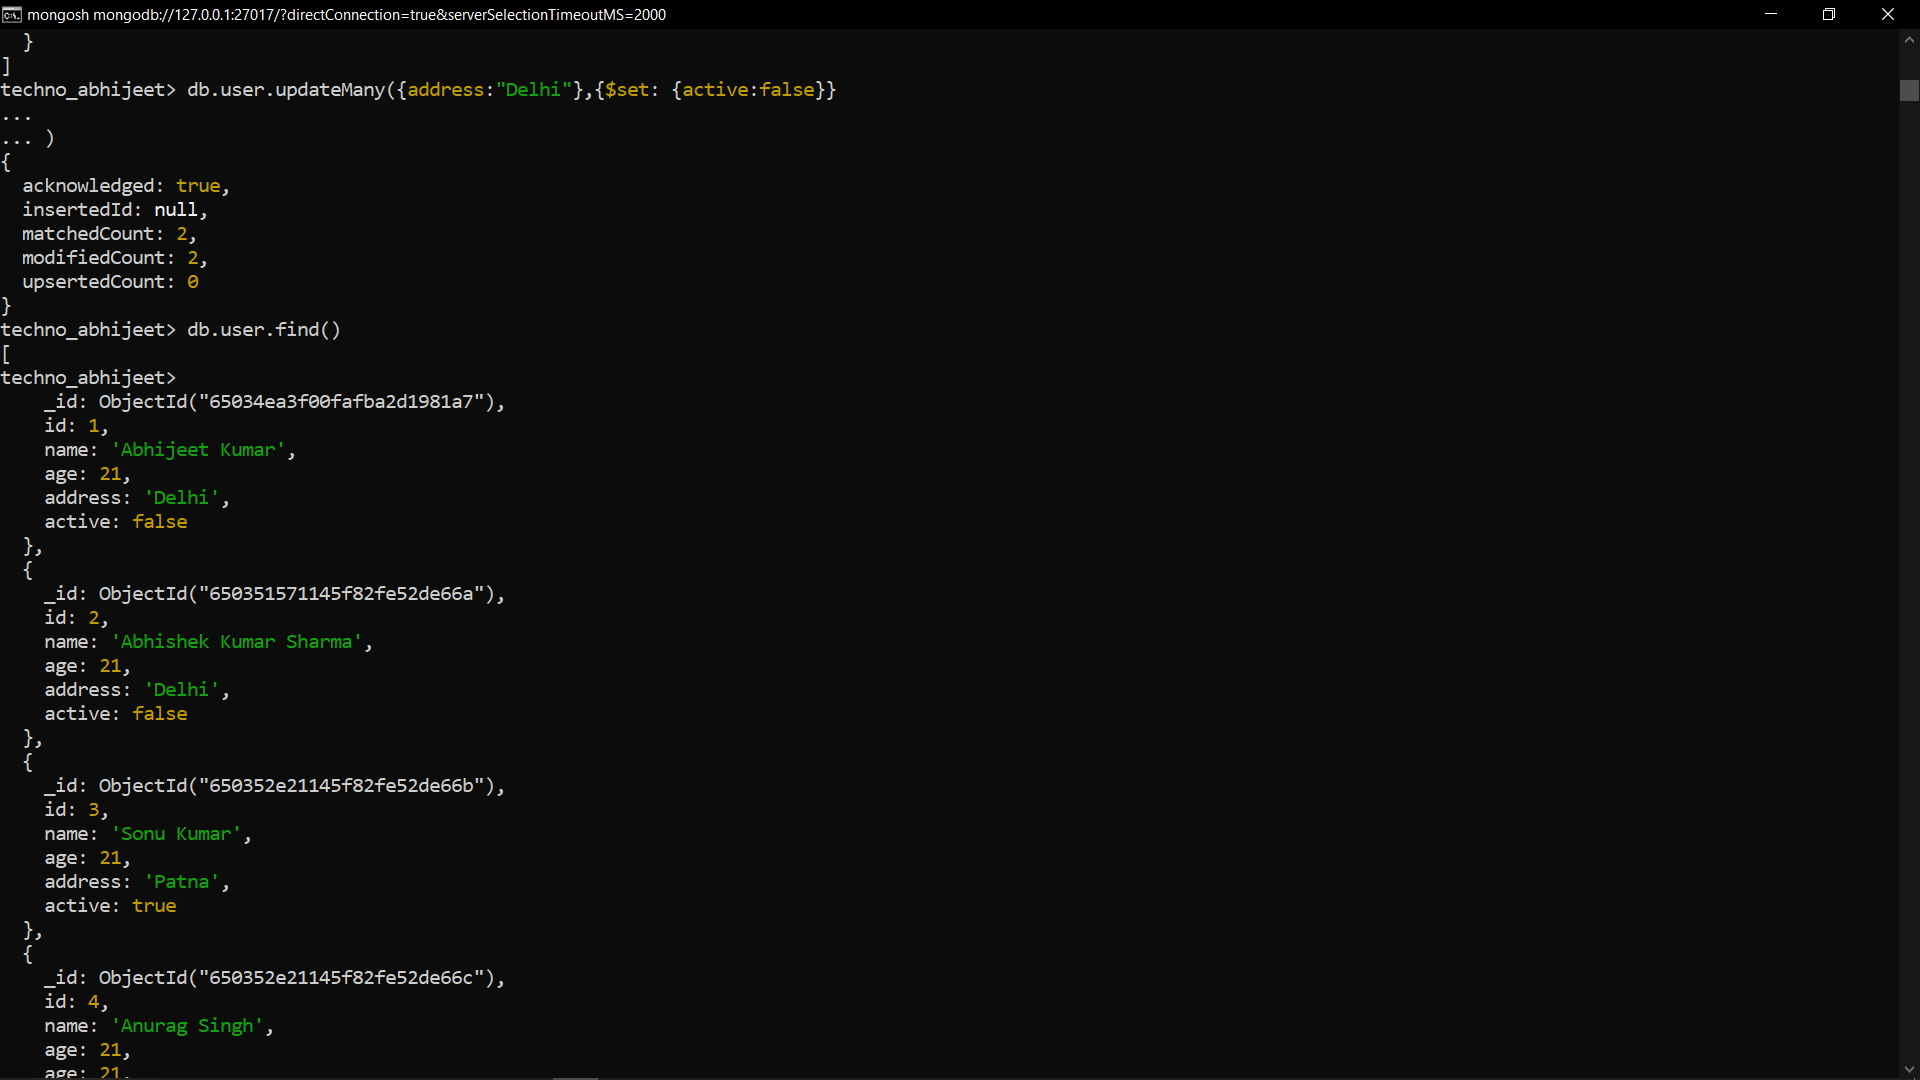 mongosh mongodb://127.0.0.1:27017/?directConnection=true&serverSelectionTimeoutMS=2000
  }
]
techno_abhijeet> db.user.updateMany({address:"Delhi"},{$set: {active:false}}
...
... )
{
  acknowledged: true,
  insertedId: null,
  matchedCount: 2,
  modifiedCount: 2,
  upsertedCount: 0
}
techno_abhijeet> db.user.find()
[
techno_abhijeet>
    _id: ObjectId("65034ea3f00fafba2d1981a7"),
    id: 1,
    name: 'Abhijeet Kumar',
    age: 21,
    address: 'Delhi',
    active: false
  },
  {
    _id: ObjectId("650351571145f82fe52de66a"),
    id: 2,
    name: 'Abhishek Kumar Sharma',
    age: 21,
    address: 'Delhi',
    active: false
  },
  {
    _id: ObjectId("650352e21145f82fe52de66b"),
    id: 3,
    name: 'Sonu Kumar',
    age: 21,
    address: 'Patna',
    active: true
  },
  {
    _id: ObjectId("650352e21145f82fe52de66c"),
    id: 4,
    name: 'Anurag Singh',
    age: 21,
    age: 21,